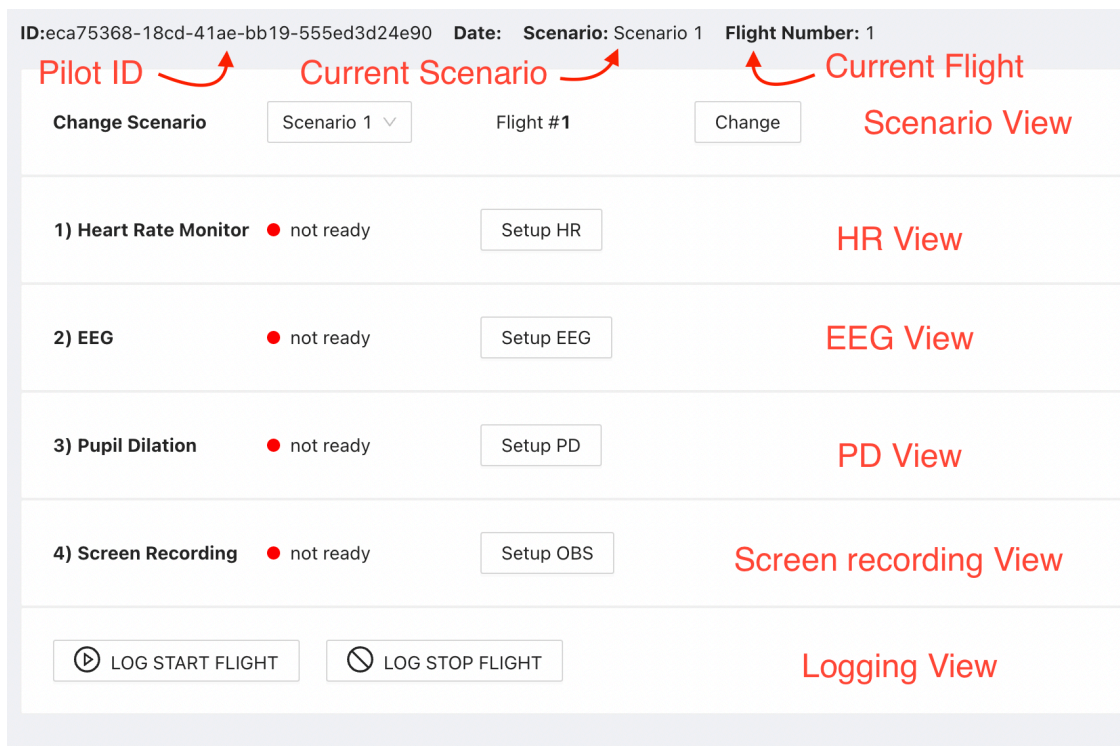 ID:eca75368-18cd-41ae-bb19-555ed3d24e90 Date: Scenario: Scenario 1 Flight Number: 1
Pilot ID Current Scenario Current Flight
Change Scenario Scenario 1 Flight #1 Change Scenario View
1) Heart Rate Monitor not ready Setup HR HR View
2) EEG not ready Setup EEG EEG View
3) Pupil Dilation not ready Setup PD PD View
4) Screen Recording not ready Setup OBS Screen recording View
LOG START FLIGHT LOG STOP FLIGHT Logging View